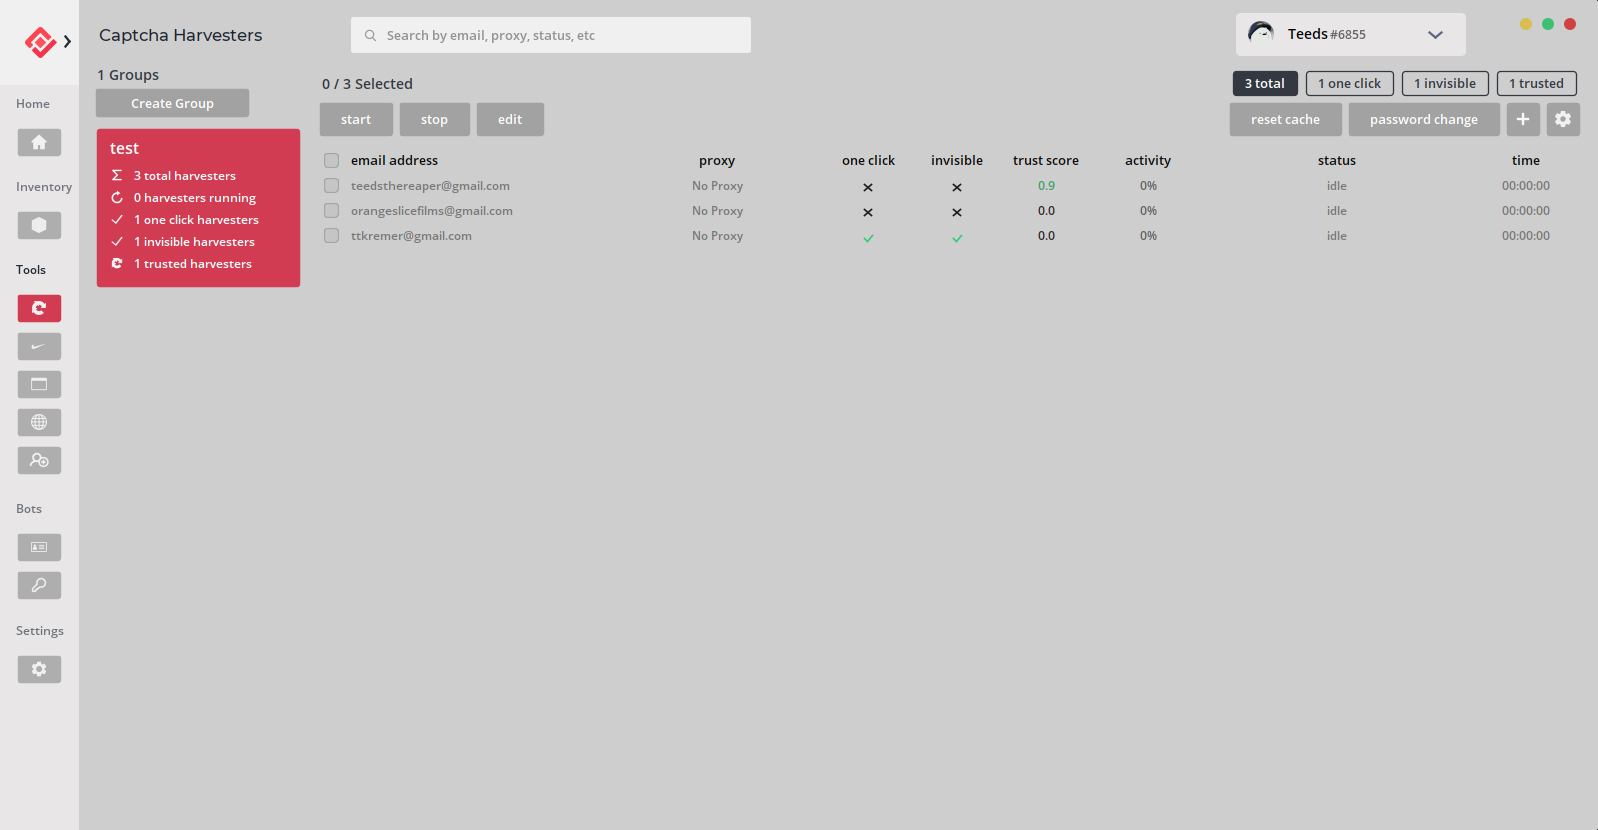 Captcha Harvesters
Search by email, proxy, status, etc
Teeds #6855
Home
Inventory
Tools
Bots
Settings
1 Groups
Create Group
test
3 total harvesters
0 harvesters running
1 one click harvesters
1 invisible harvesters
1 trusted harvesters
0 / 3 Selected
3 total 1 one click 1 invisible 1 trusted
start stop edit reset cache password change
email address proxy one click invisible trust score activity status time
teedsthereaper@gmail.com No Proxy 0.9 0% idle 00:00:00
orangeslicefilms@gmail.com No Proxy 0.0 0% idle 00:00:00
ttkremer@gmail.com No Proxy 0.0 0% idle 00:00:00